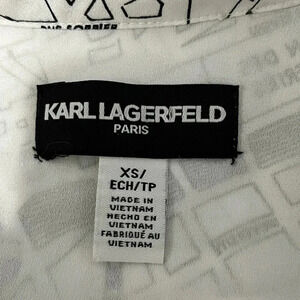 KARL LAGERFELD
PARIS
XS/
ECH/TP
MADE IN
VIETNAM
HECHO EN
VIETNAM
FABRIQUÉ AU
VIETNAM